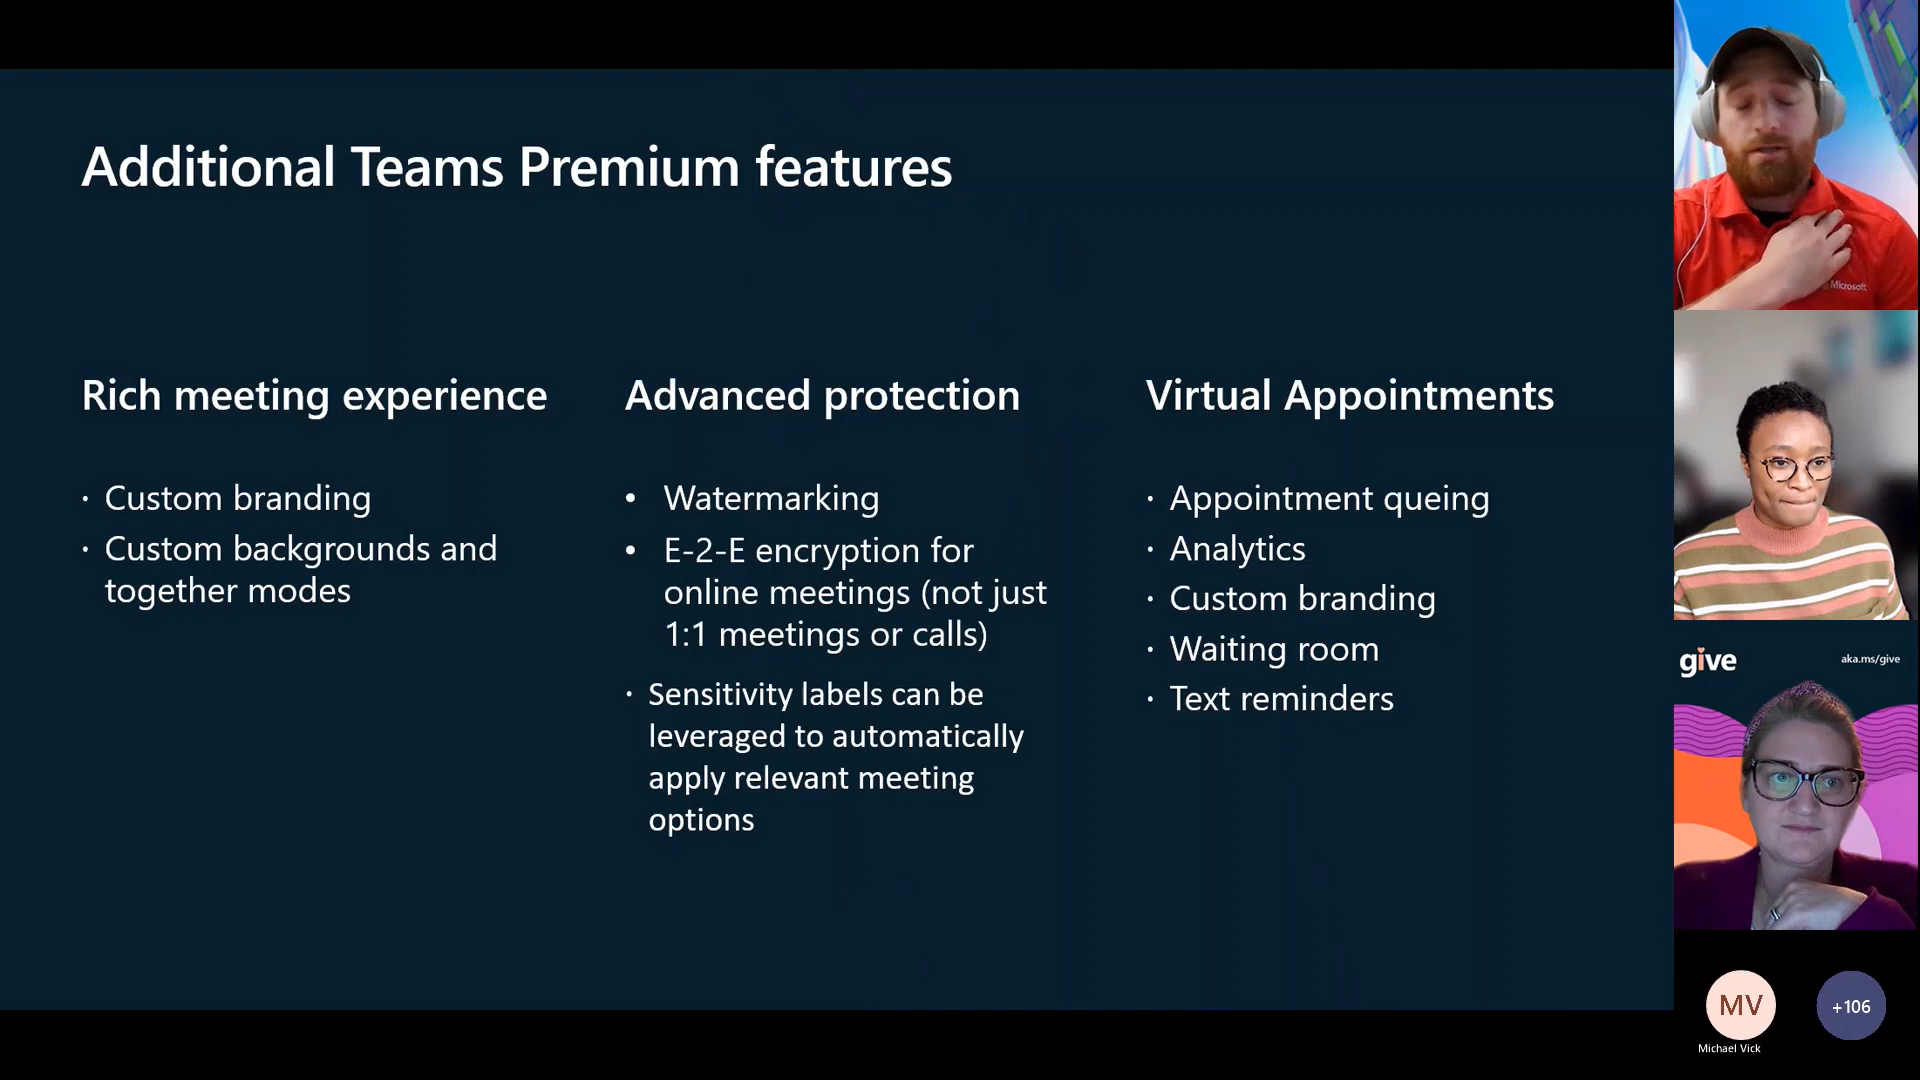 Additional Teams Premium features
Rich meeting experience
· Custom branding
· Custom backgrounds and
together modes
Advanced protection
• Watermarking
• E-2-E encryption for
online meetings (not just
1:1 meetings or calls)
· Sensitivity labels can be
leveraged to automatically
apply relevant meeting
options
Virtual Appointments
· Appointment queing
· Analytics
· Custom branding
· Waiting room
· Text reminders
Microsoft
give
aka.ms/give
MV
Michael Vick
+106